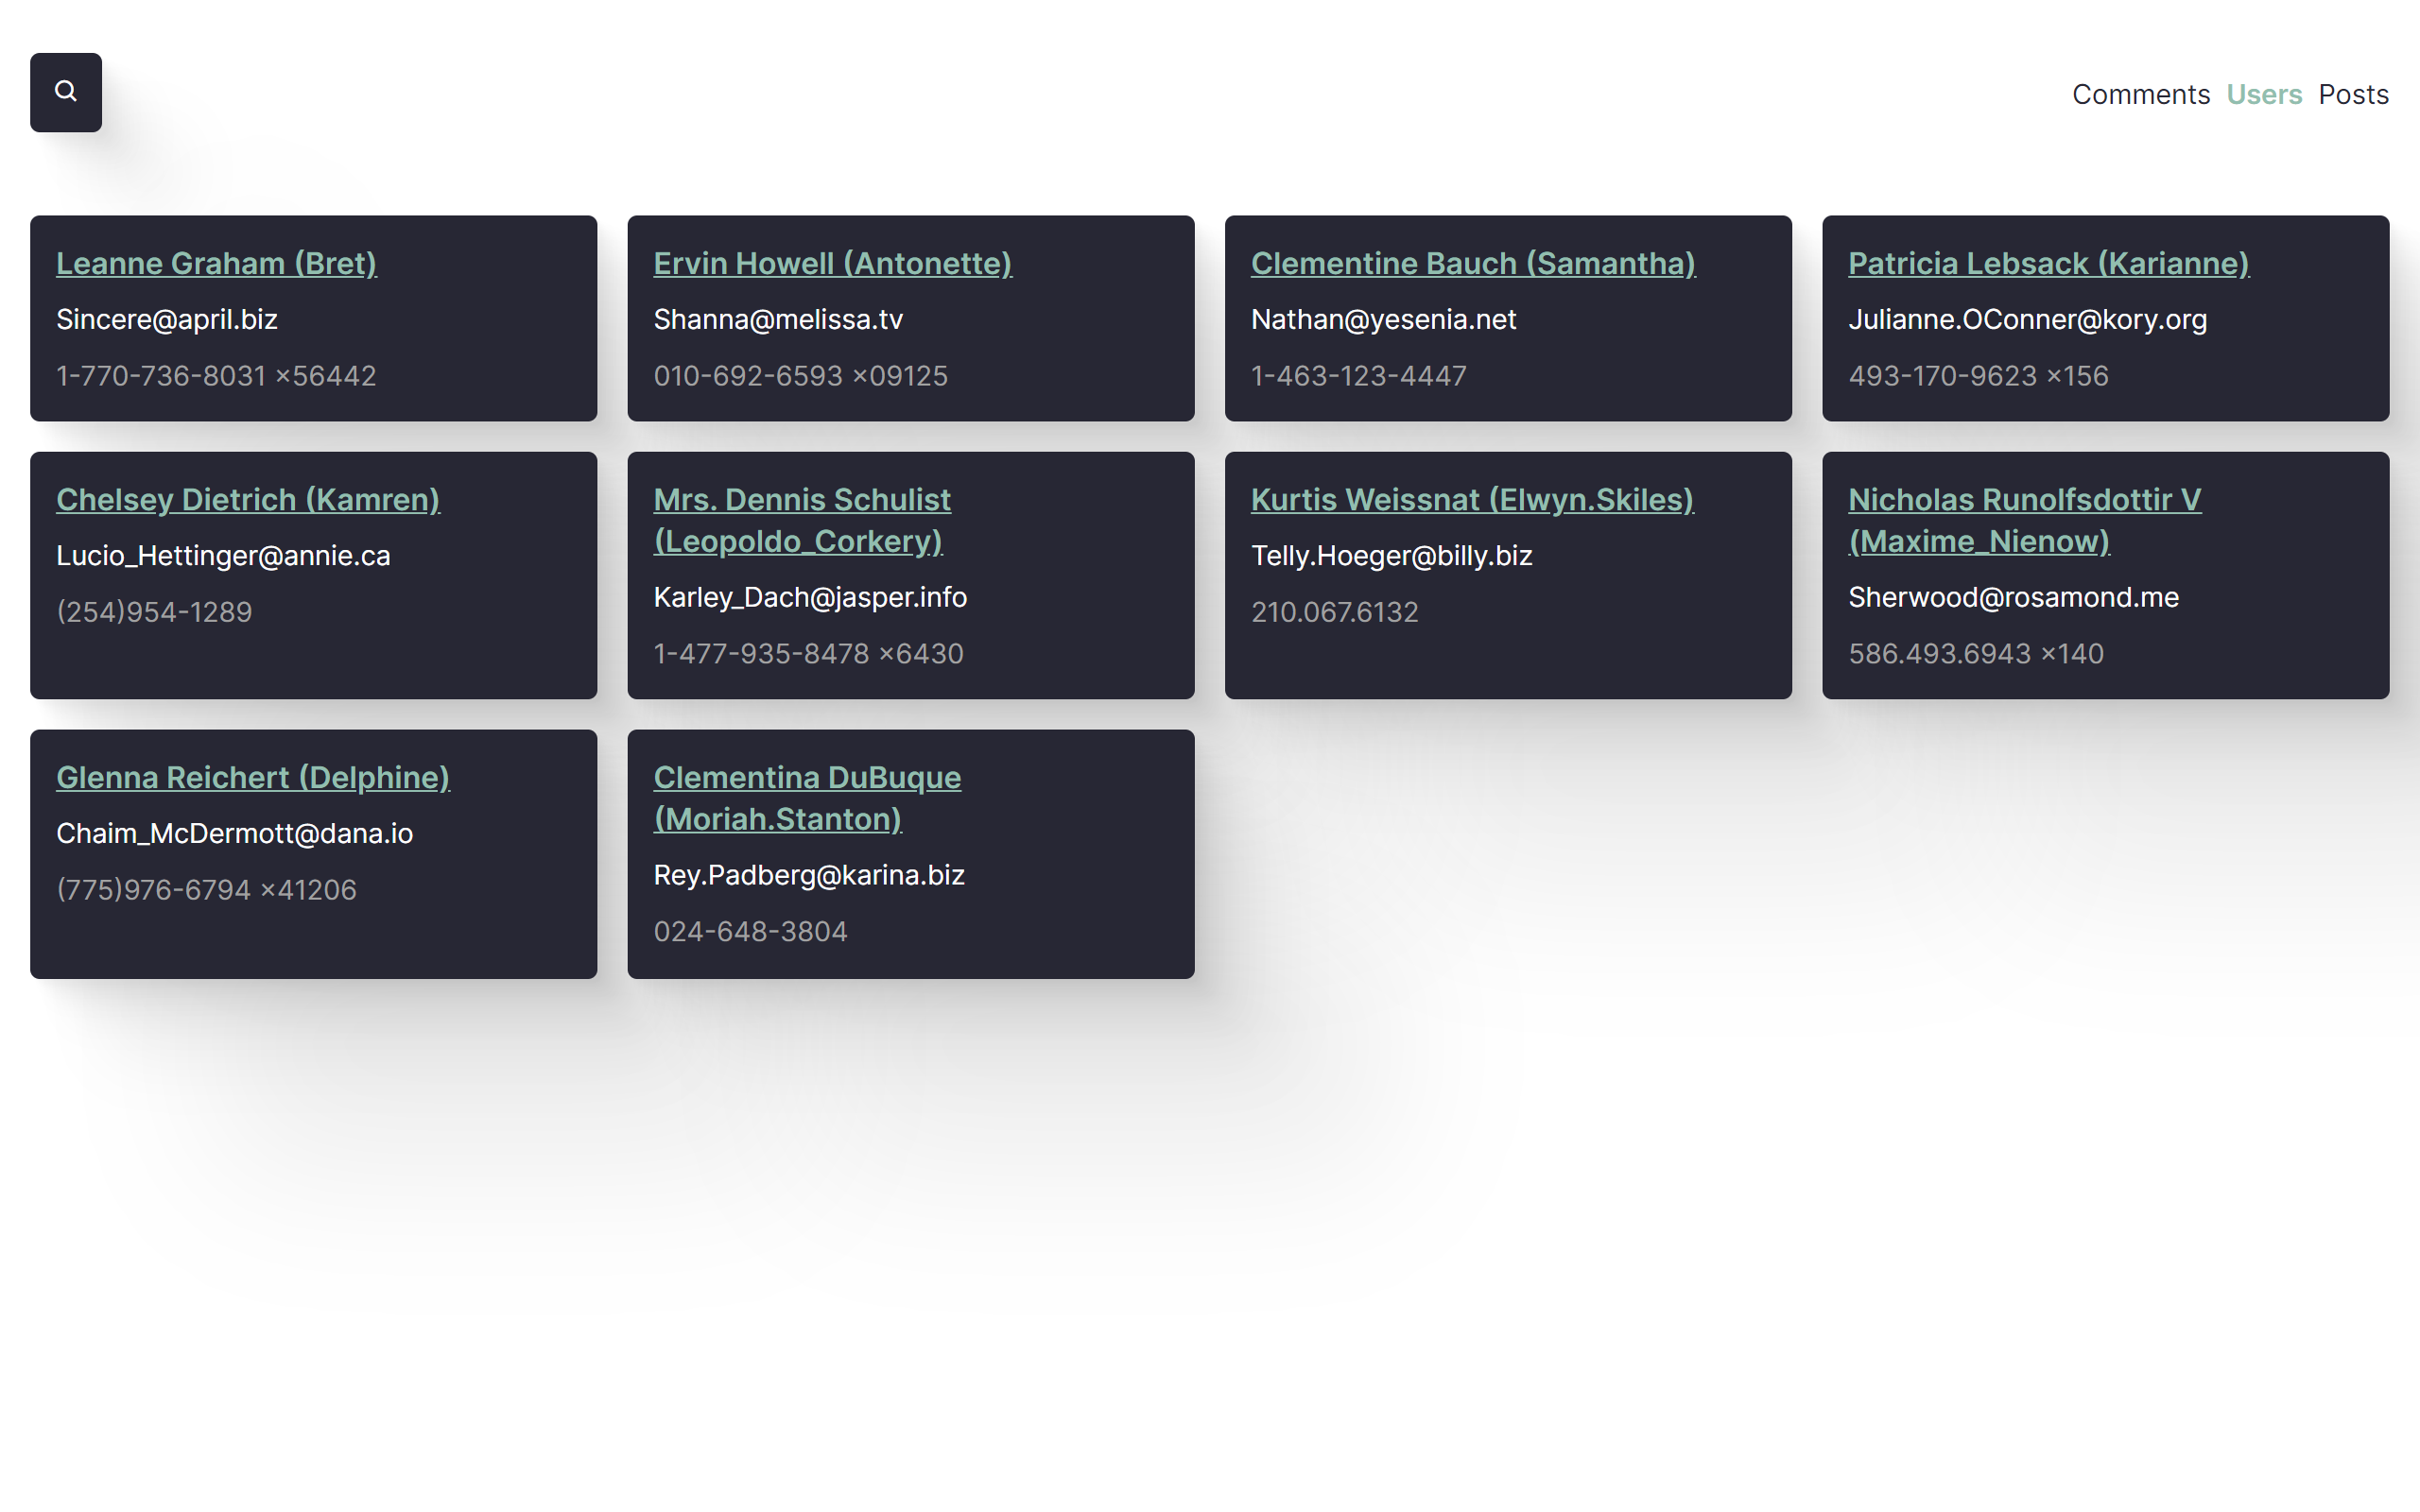 Comments Users Posts
Leanne Graham (Bret)
Sincere@april.biz
1-770-736-8031 x56442
Ervin Howell (Antonette)
Shanna@melissa.tv
010-692-6593 x09125
Clementine Bauch (Samantha)
Nathan@yesenia.net
1-463-123-4447
Patricia Lebsack (Karianne)
Julianne.OConner@kory.org
493-170-9623 x156
Chelsey Dietrich (Kamren)
Lucio_Hettinger@annie.ca
(254)954-1289
Mrs. Dennis Schulist
(Leopoldo_Corkery)
Karley_Dach@jasper.info
1-477-935-8478 x6430
Kurtis Weissnat (Elwyn.Skiles)
Telly.Hoeger@billy.biz
210.067.6132
Nicholas Runolfsdottir V
(Maxime_Nienow)
Sherwood@rosamond.me
586.493.6943 x140
Glenna Reichert (Delphine)
Chaim_McDermott@dana.io
(775)976-6794 x41206
Clementina DuBuque
(Moriah.Stanton)
Rey.Padberg@karina.biz
024-648-3804